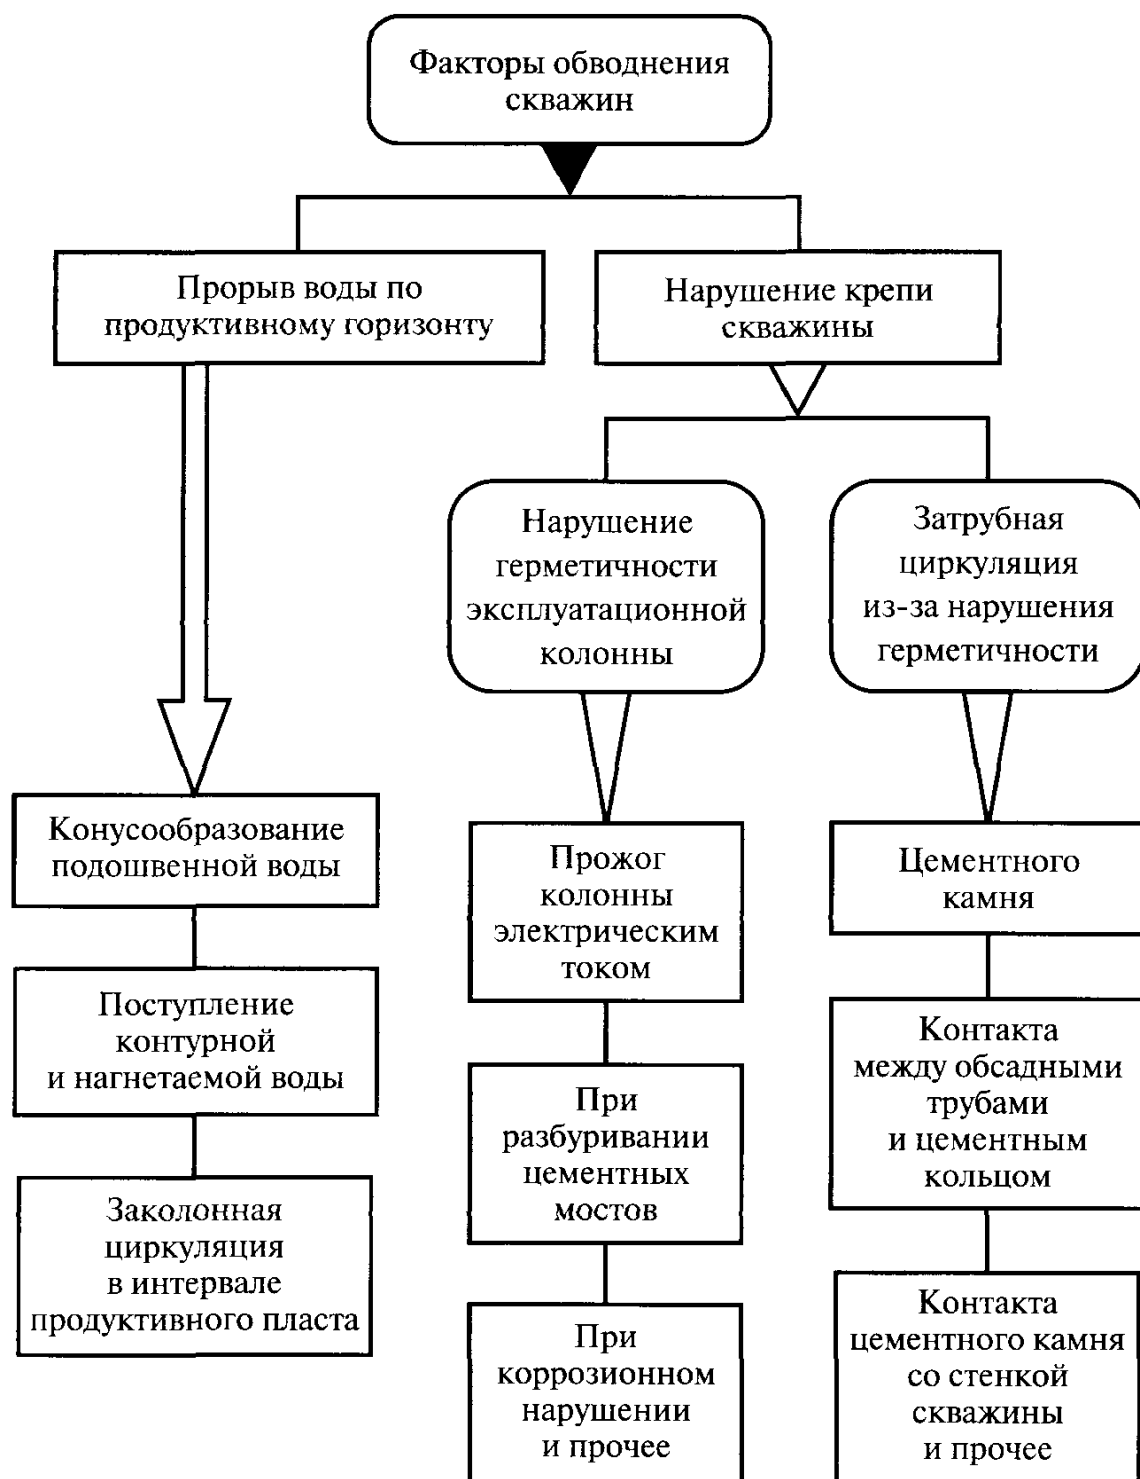 Факторы обводнения
скважин
Прорыв воды по
продуктивному горизонту
Нарушение крепи
скважины
Нарушение
герметичности
эксплуатационной
колонны
Затрубная
циркуляция
из-за нарушения
герметичности
Конусообразование
подошвенной воды
Поступление
контурной
и нагнетаемой воды
Заколонная
циркуляция
в интервале
продуктивного пласта
Прожог
колонны
электрическим
током
При
разбуривании
цементных
мостов
При
коррозионном
нарушении
и прочее
Цементного
камня
Контакта
между обсадными
трубами
и цементным
кольцом
Контакта
цементного камня
со стенкой
скважины
и прочее